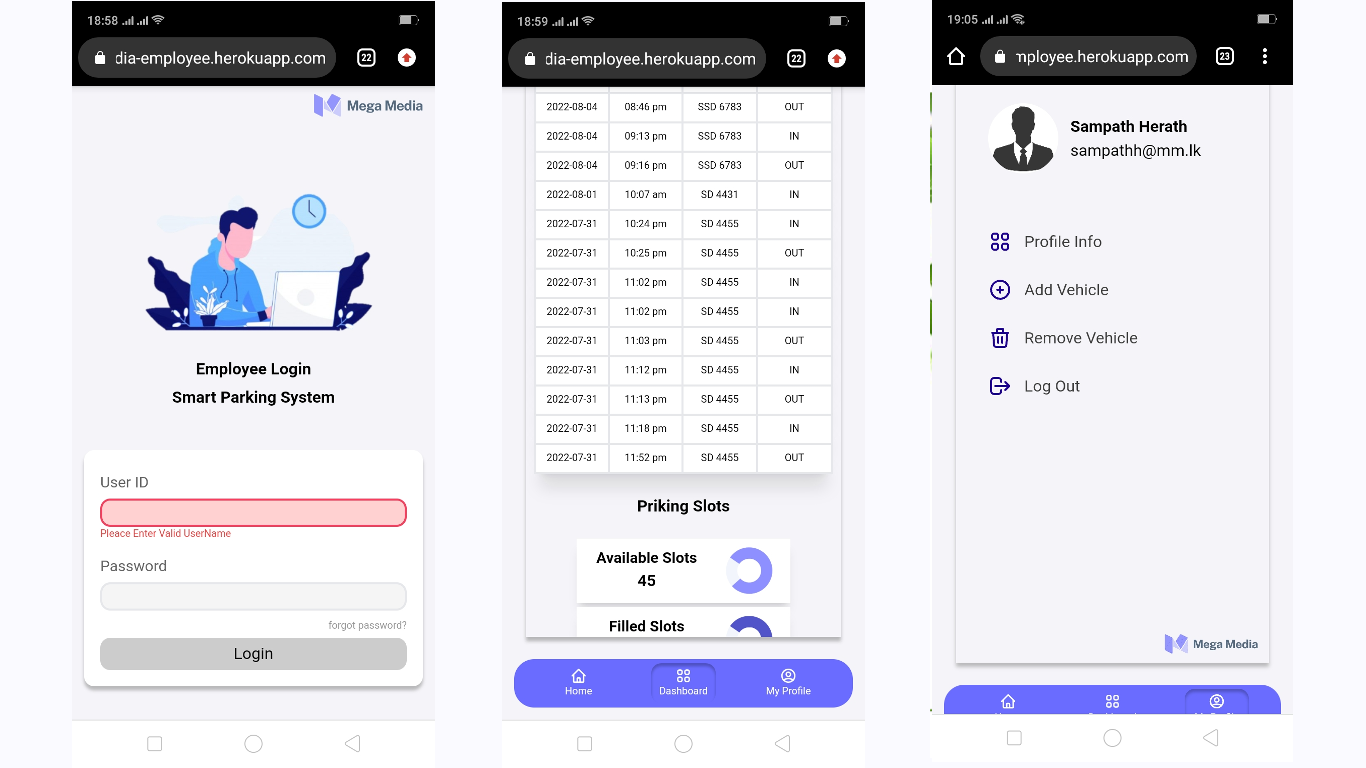 18:58
dia-employee.herokuapp.com
22
Mega Media
Employee Login
Smart Parking System
User ID
Pleace Enter Valid UserName
Password
forgot password?
Login
18:59
dia-employee.herokuapp.com
22
2022-08-04 08:46 pm SSD 6783 OUT
2022-08-04 09:13 pm SSD 6783 IN
2022-08-04 09:16 pm SSD 6783 OUT
2022-08-01 10:07 am SD 4431 IN
2022-07-31 10:24 pm SD 4455 IN
2022-07-31 10:25 pm SD 4455 OUT
2022-07-31 11:02 pm SD 4455 IN
2022-07-31 11:02 pm SD 4455 IN
2022-07-31 11:03 pm SD 4455 OUT
2022-07-31 11:12 pm SD 4455 IN
2022-07-31 11:13 pm SD 4455 OUT
2022-07-31 11:18 pm SD 4455 IN
2022-07-31 11:52 pm SD 4455 OUT
Priking Slots
Available Slots
45
Filled Slots
Home Dashboard My Profile
19:05
mployee.herokuapp.com
23
Sampath Herath
sampathh@mm.lk
Profile Info
Add Vehicle
Remove Vehicle
Log Out
Mega Media